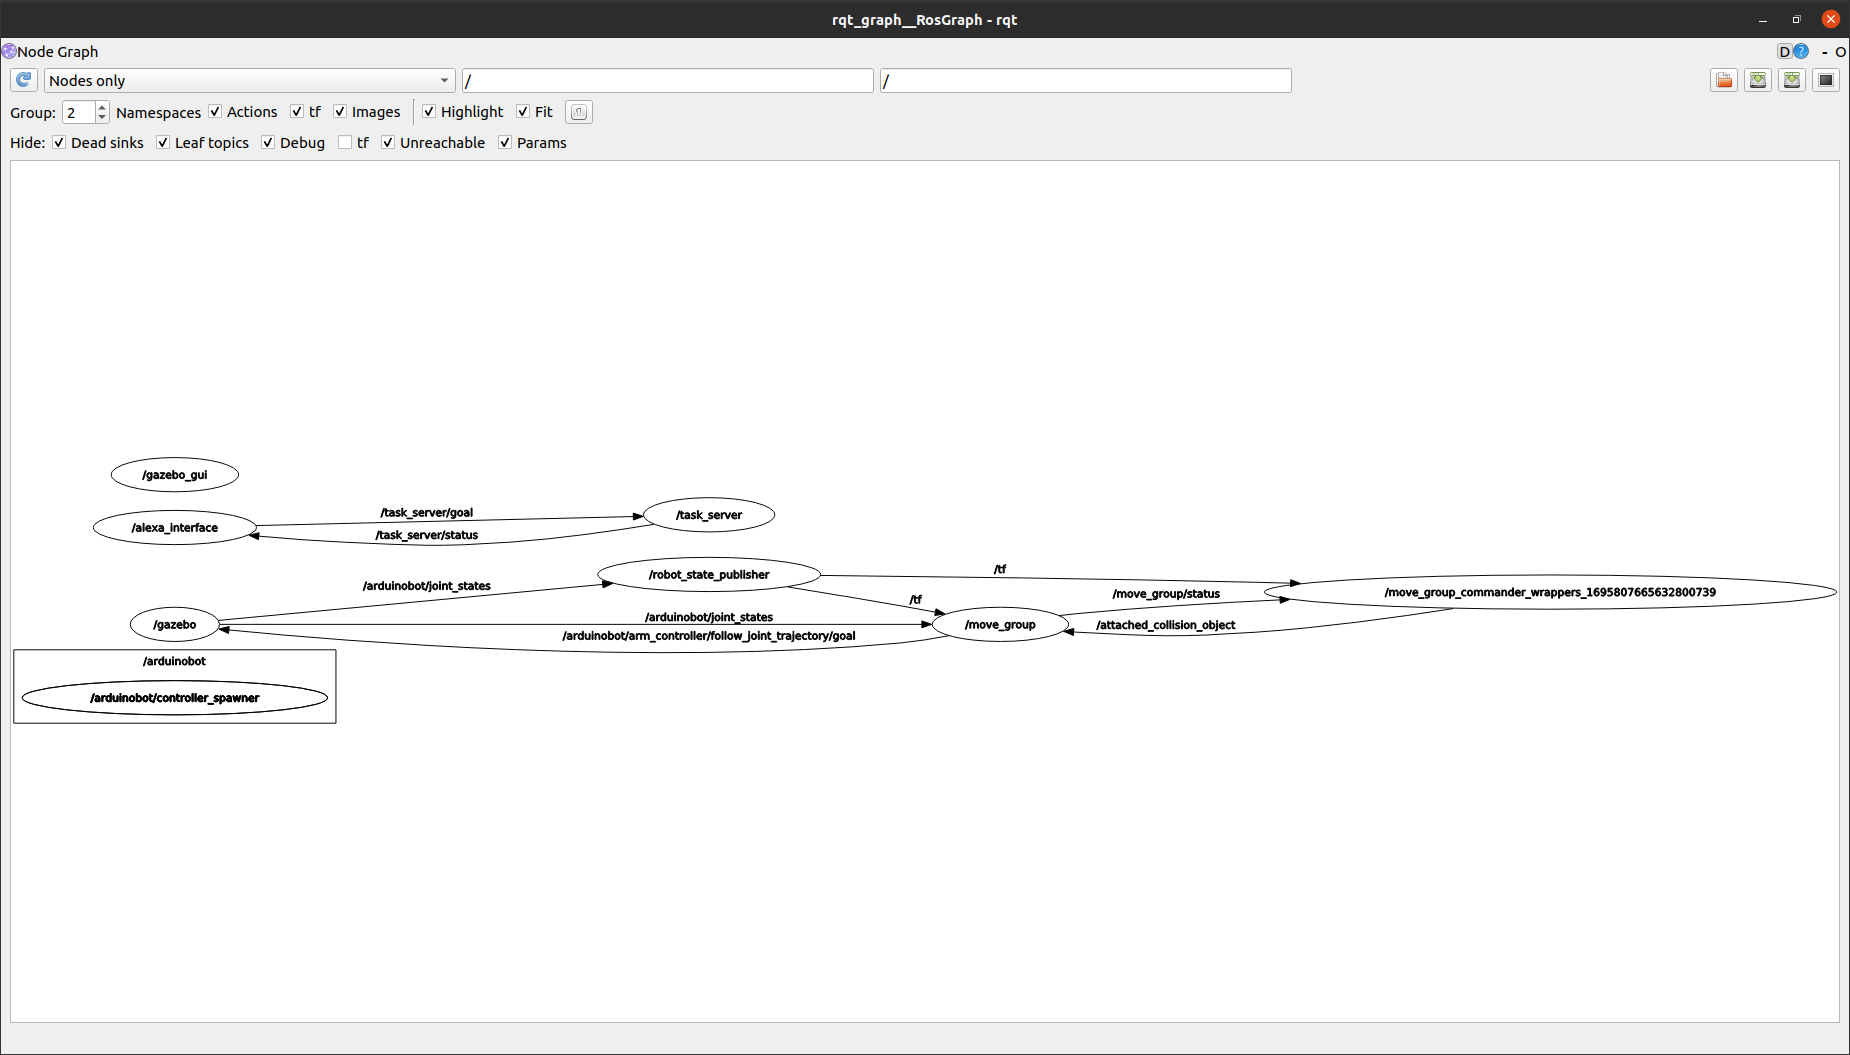 rqt_graph__RosGraph - rqt
Node Graph
D ? - O
Nodes only / /
Group: 2 Namespaces Actions tf Images Highlight Fit
Hide: Dead sinks Leaf topics Debug tf Unreachable Params
/gazebo_gui
/alexa_interface
/task_server/goal
/task_server/status
/task_server
/robot_state_publisher
/arduinobot/joint_states
/tf
/tf
/gazebo
/arduinobot/joint_states
/arduinobot/arm_controller/follow_joint_trajectory/goal
/move_group
/move_group/status
/attached_collision_object
/move_group_commander_wrappers_1695807665632800739
/arduinobot
/arduinobot/controller_spawner